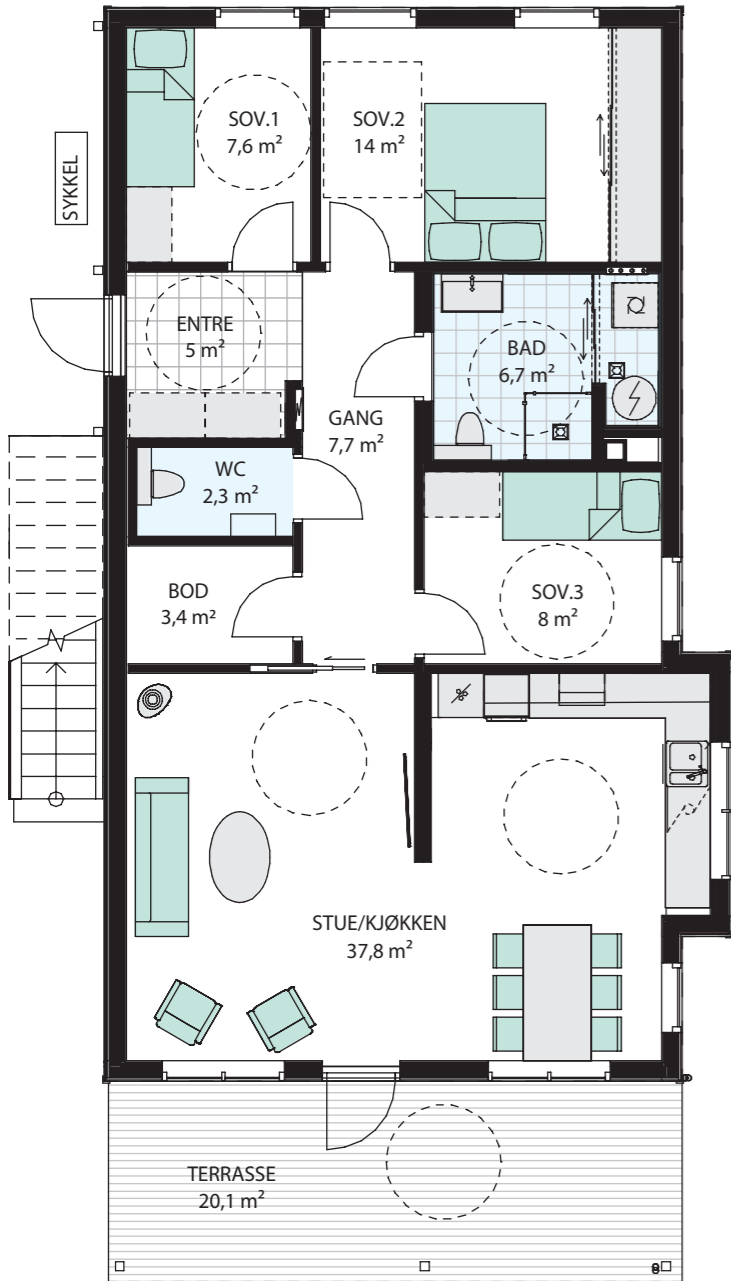 SOV.1
7,6 m²
SOV.2
14 m²
SYKKEL
ENTRE
5 m²
BAD
6,7 m²
GANG
7,7 m²
WC
2,3 m²
BOD
3,4 m²
SOV.3
8 m²
STUE/KJØKKEN
37,8 m²
TERRASSE
20,1 m²